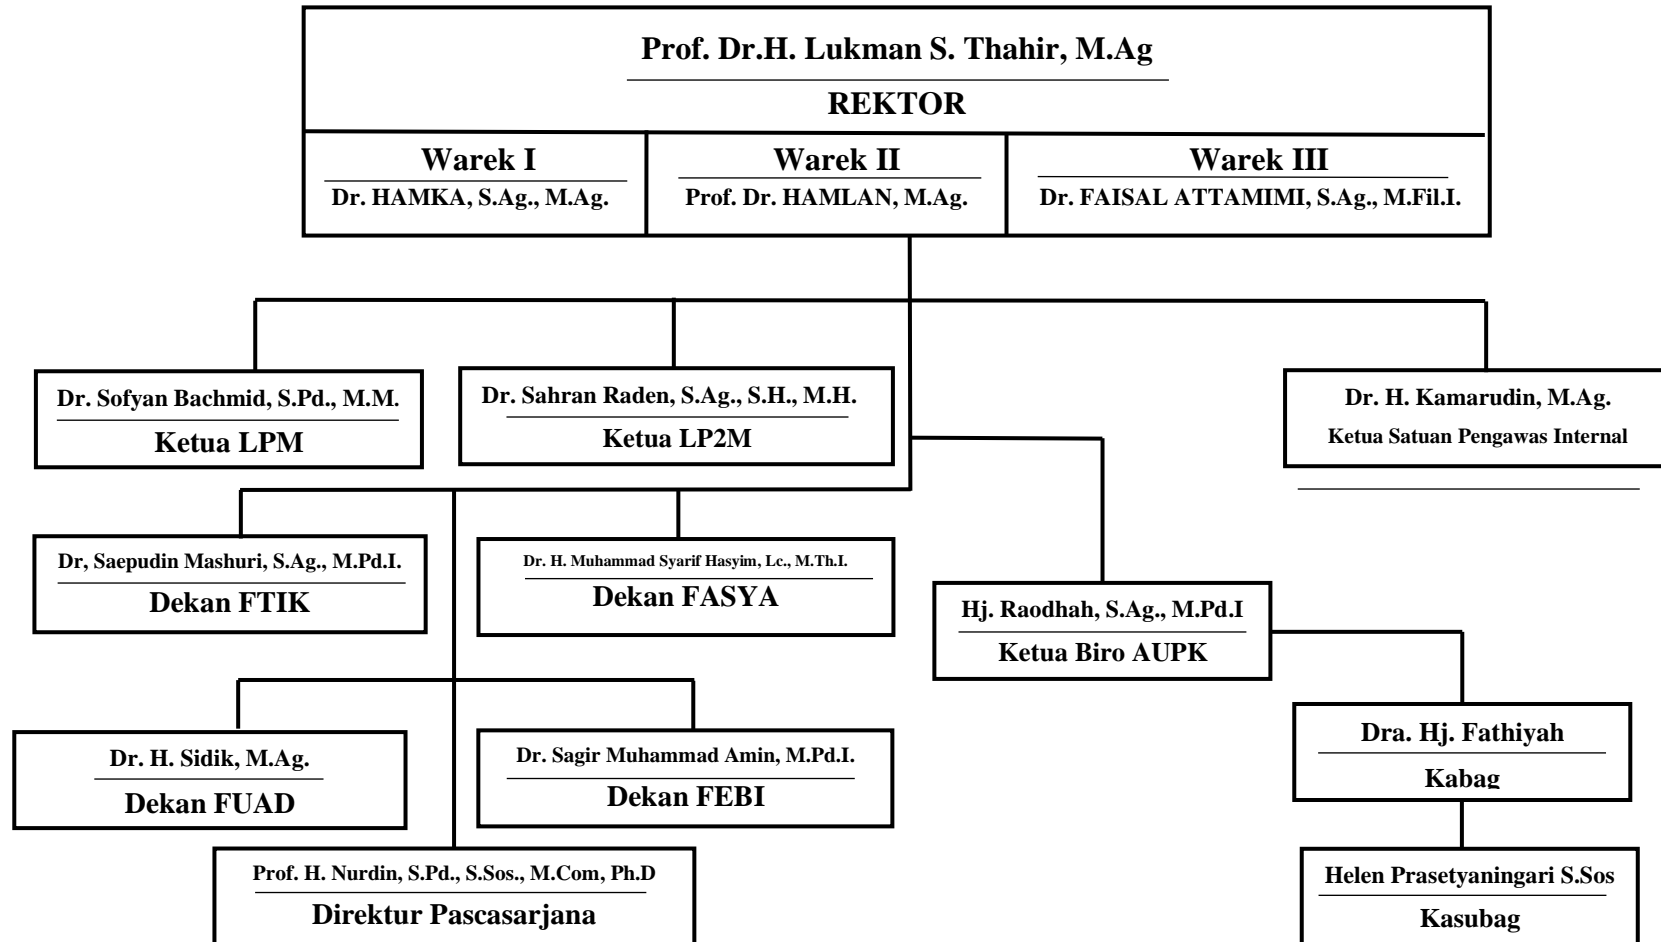 Prof. Dr.H. Lukman S. Thahir, M.Ag
REKTOR
Warek I
Dr. HAMKA, S.Ag., M.Ag.
Warek II
Prof. Dr. HAMLAN, M.Ag.
Warek III
Dr. FAISAL ATTAMIMI, S.Ag., M.Fil.I.
Dr. Sofyan Bachmid, S.Pd., M.M.
Ketua LPM
Dr. Sahran Raden, S.Ag., S.H., M.H.
Ketua LP2M
Dr. H. Kamarudin, M.Ag.
Ketua Satuan Pengawas Internal
Dr, Saepudin Mashuri, S.Ag., M.Pd.I.
Dekan FTIK
Dr. H. Muhammad Syarif Hasyim, Lc., M.Th.I.
Dekan FASYA
Hj. Raodhah, S.Ag., M.Pd.I
Ketua Biro AUPK
Dr. H. Sidik, M.Ag.
Dekan FUAD
Dr. Sagir Muhammad Amin, M.Pd.I.
Dekan FEBI
Dra. Hj. Fathiyah
Kabag
Prof. H. Nurdin, S.Pd., S.Sos., M.Com, Ph.D
Direktur Pascasarjana
Helen Prasetyaningari S.Sos
Kasubag